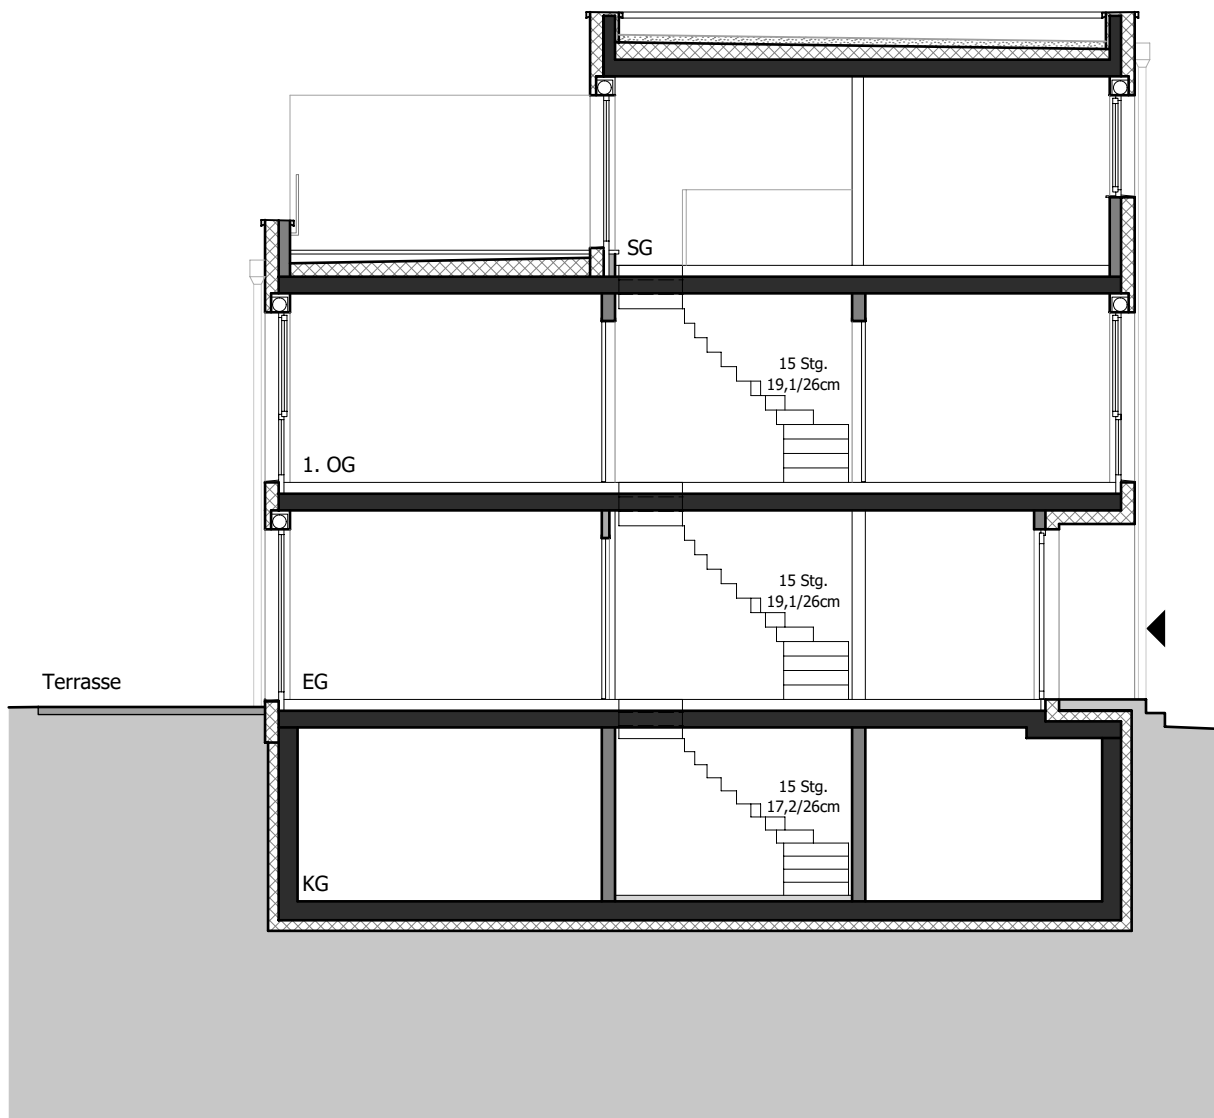 SG
15 Stg.
19,1/26cm
1. OG
15 Stg.
19,1/26cm
Terrasse
EG
15 Stg.
17,2/26cm
KG